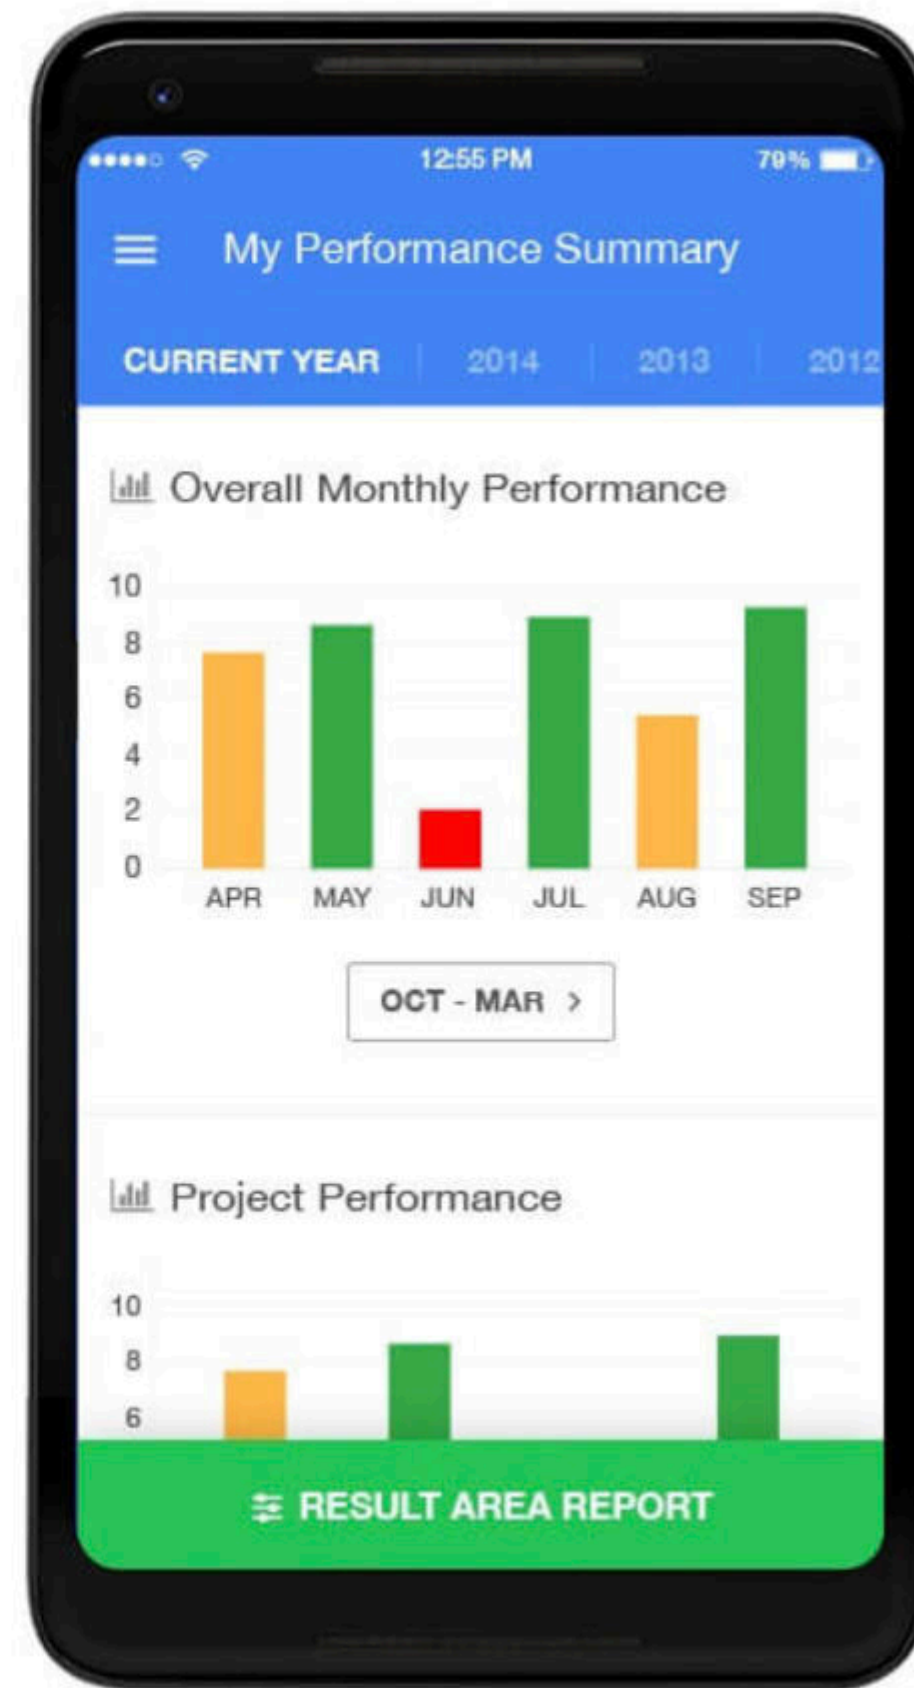 12:55 PM 79%
My Performance Summary
CURRENT YEAR 2014 2013 2012
Overall Monthly Performance
10
8
6
4
2
0
APR MAY JUN JUL AUG SEP
OCT - MAR >
Project Performance
10
8
6
RESULT AREA REPORT